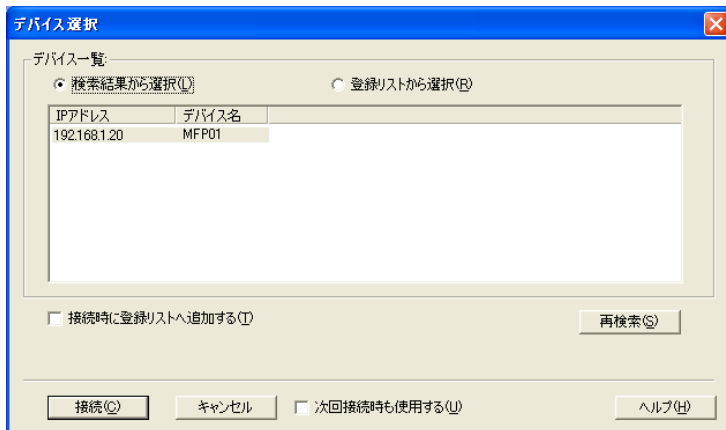 デバイス選択
デバイス一覧:
検索結果から選択(L)
登録リストから選択(R)
IPアドレス デバイス名
192.168.1.20 MFP01
接続時に登録リストへ追加する(T)
再検索(S)
接続(C) キャンセル 次回接続時も使用する(U) ヘルプ(H)